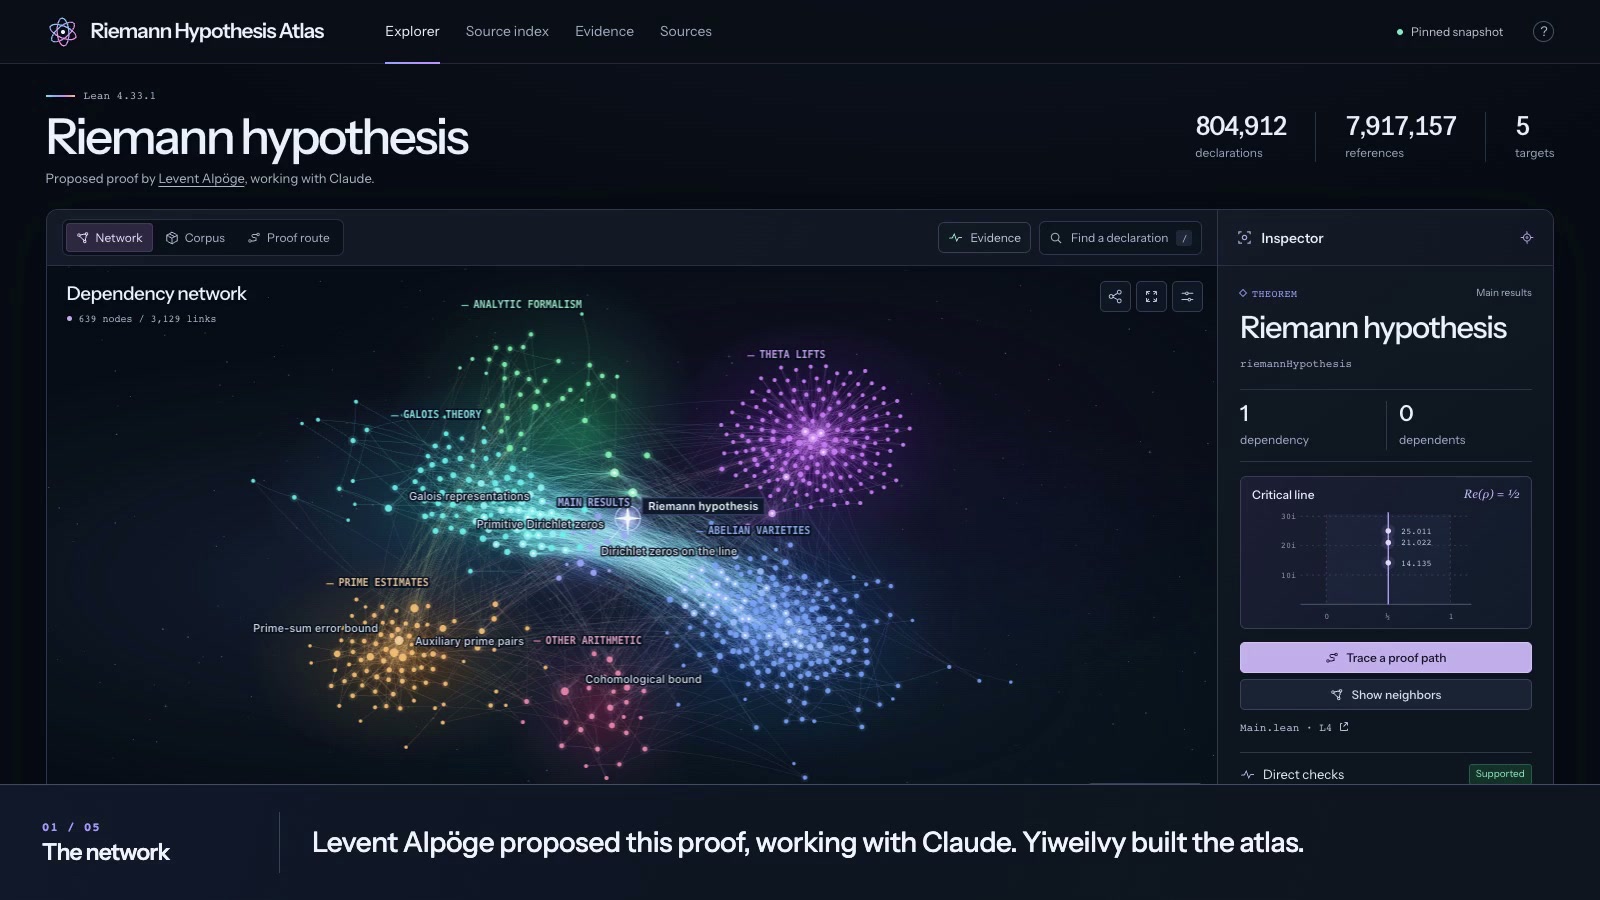 Riemann Hypothesis Atlas
Explorer
Source index
Evidence
Sources
Pinned snapshot
?
Lean 4.33.1
Riemann hypothesis
Proposed proof by Levent Alpöge, working with Claude.
804,912
declarations
7,917,157
references
5
targets
Network
Corpus
Proof route
Evidence
Find a declaration /
Inspector
Dependency network
639 nodes / 3,129 links
— ANALYTIC FORMALISM
— THETA LIFTS
— GALOIS THEORY
Galois representations
MAIN RESULTS
Riemann hypothesis
Primitive Dirichlet zeros
— ABELIAN VARIETIES
Dirichlet zeros on the line
— PRIME ESTIMATES
Prime-sum error bound
Auxiliary prime pairs
— OTHER ARITHMETIC
Cohomological bound
THEOREM
Main results
Riemann hypothesis
riemannHypothesis
1
dependency
0
dependents
Critical line
Re(ρ) = ½
30i
20i
10i
25.011
21.022
14.135
0
½
1
Trace a proof path
Show neighbors
Main.lean · L4
Direct checks
Supported
01 / 05
The network
Levent Alpöge proposed this proof, working with Claude. Yiweilvy built the atlas.